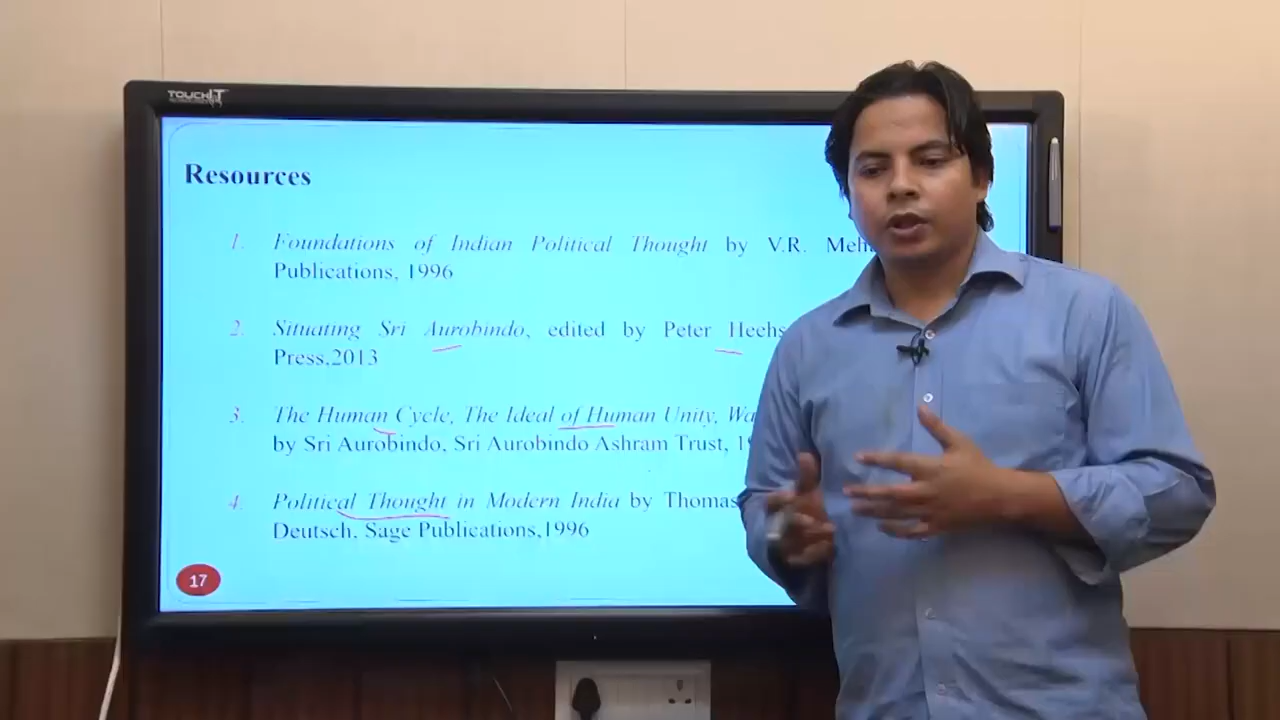 TOUCHIT
Resources
1. Foundations of Indian Political Thought by V.R.
Publications, 1996
2. Situating Sri Aurobindo, edited by Peter Heehs
Press,2013
3. The Human Cycle, The Ideal of Human Unity,
by Sri Aurobindo, Sri Aurobindo Ashram Trust,
4. Political Thought in Modern India by Thomas
Deutsch, Sage Publications,1996
17